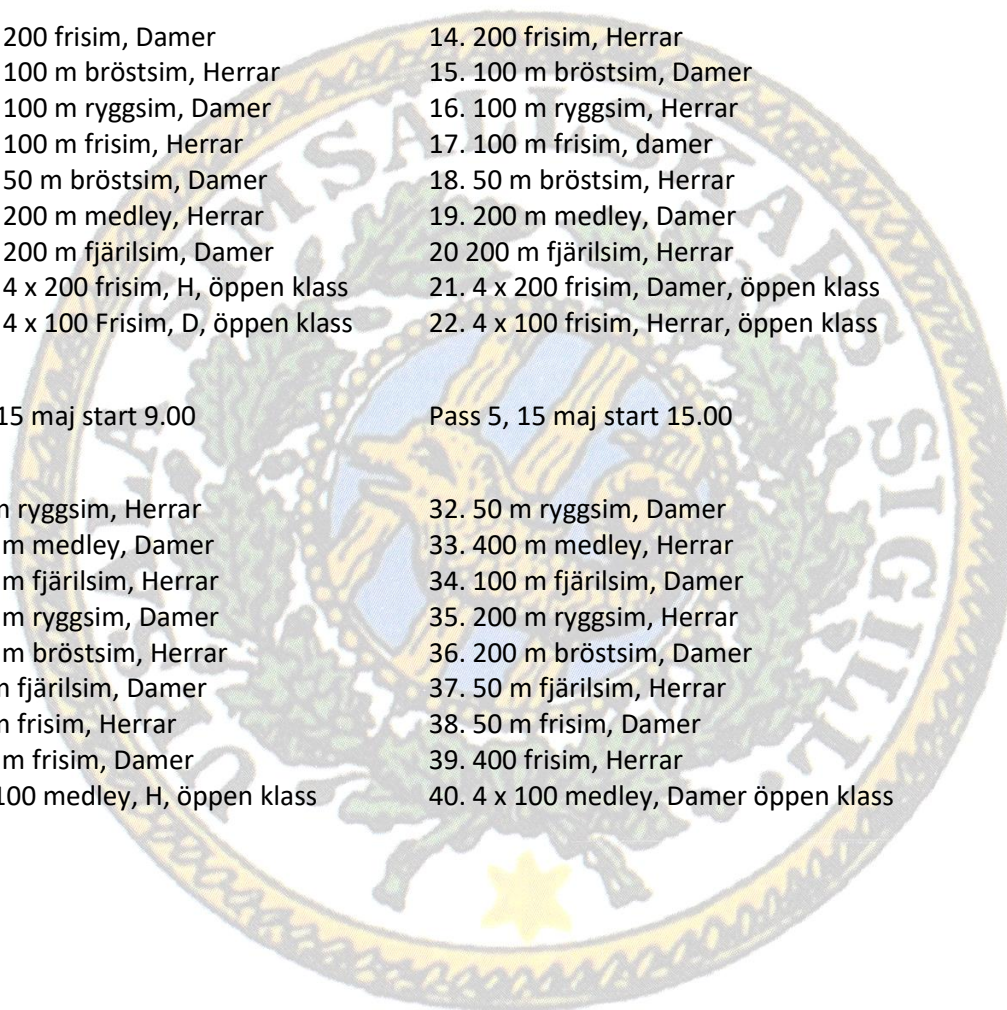 200 frisim, Damer
100 m bröstsim, Herrar
100 m ryggsim, Damer
100 m frisim, Herrar
50 m bröstsim, Damer
200 m medley, Herrar
200 m fjärilsim, Damer
4 x 200 frisim, H, öppen klass
4 x 100 Frisim, D, öppen klass
14. 200 frisim, Herrar
15. 100 m bröstsim, Damer
16. 100 m ryggsim, Herrar
17. 100 m frisim, damer
18. 50 m bröstsim, Herrar
19. 200 m medley, Damer
20 200 m fjärilsim, Herrar
21. 4 x 200 frisim, Damer, öppen klass
22. 4 x 100 frisim, Herrar, öppen klass
15 maj start 9.00
ryggsim, Herrar
m medley, Damer
m fjärilsim, Herrar
m ryggsim, Damer
m bröstsim, Herrar
fjärilsim, Damer
frisim, Herrar
m frisim, Damer
100 medley, H, öppen klass
Pass 5, 15 maj start 15.00
32. 50 m ryggsim, Damer
33. 400 m medley, Herrar
34. 100 m fjärilsim, Damer
35. 200 m ryggsim, Herrar
36. 200 m bröstsim, Damer
37. 50 m fjärilsim, Herrar
38. 50 m frisim, Damer
39. 400 frisim, Herrar
40. 4 x 100 medley, Damer öppen klass
SIGILL.